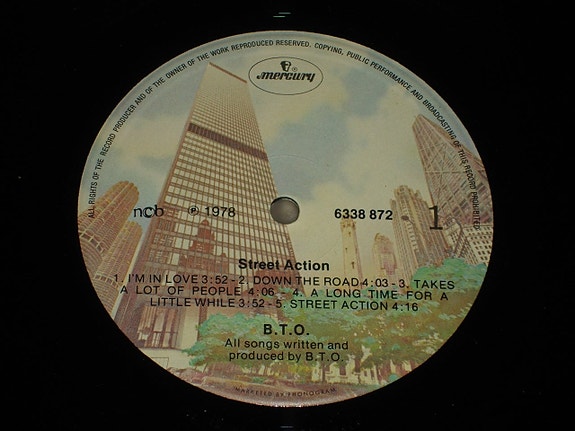 ALL RIGHTS OF THE RECORD PRODUCER AND OF THE OWNER OF THE WORK REPRODUCED RESERVED. COPYING, PUBLIC PERFORMANCE AND BROADCASTING OF THIS RECORD PROHIBITED
mercury ®
ncb ℗ 1978 6338 872 1
Street Action
1. I'M IN LOVE 3:52 - 2. DOWN THE ROAD 4:03 - 3. TAKES
A LOT OF PEOPLE 4:06 - 4. A LONG TIME FOR A
LITTLE WHILE 3:52 - 5. STREET ACTION 4:16
B.T.O.
All songs written and
produced by B.T.O.
MARKETED BY PHONOGRAM